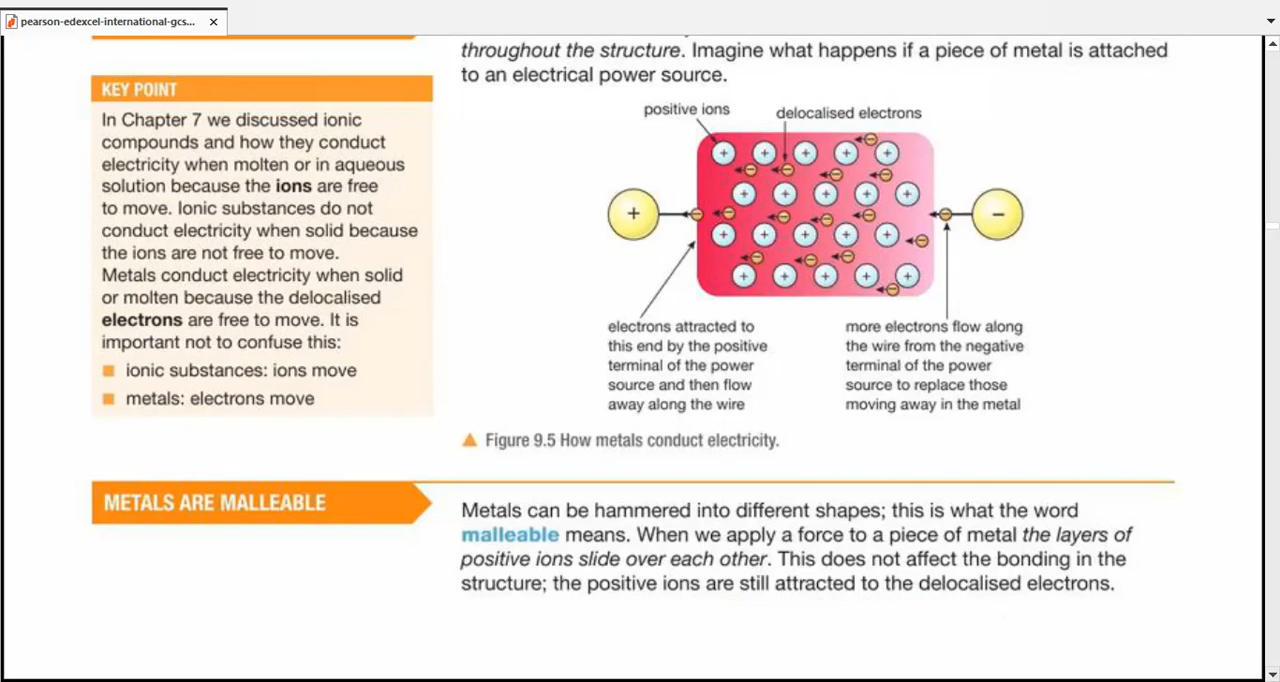 pearson-edexcel-international-gcs...
throughout the structure. Imagine what happens if a piece of metal is attached
to an electrical power source.
KEY POINT
In Chapter 7 we discussed ionic
compounds and how they conduct
electricity when molten or in aqueous
solution because the ions are free
to move. Ionic substances do not
conduct electricity when solid because
the ions are not free to move.
Metals conduct electricity when solid
or molten because the delocalised
electrons are free to move. It is
important not to confuse this:
ionic substances: ions move
metals: electrons move
positive ions
delocalised electrons
electrons attracted to
this end by the positive
terminal of the power
source and then flow
away along the wire
more electrons flow along
the wire from the negative
terminal of the power
source to replace those
moving away in the metal
Figure 9.5 How metals conduct electricity.
METALS ARE MALLEABLE
Metals can be hammered into different shapes; this is what the word
malleable means. When we apply a force to a piece of metal the layers of
positive ions slide over each other. This does not affect the bonding in the
structure; the positive ions are still attracted to the delocalised electrons.